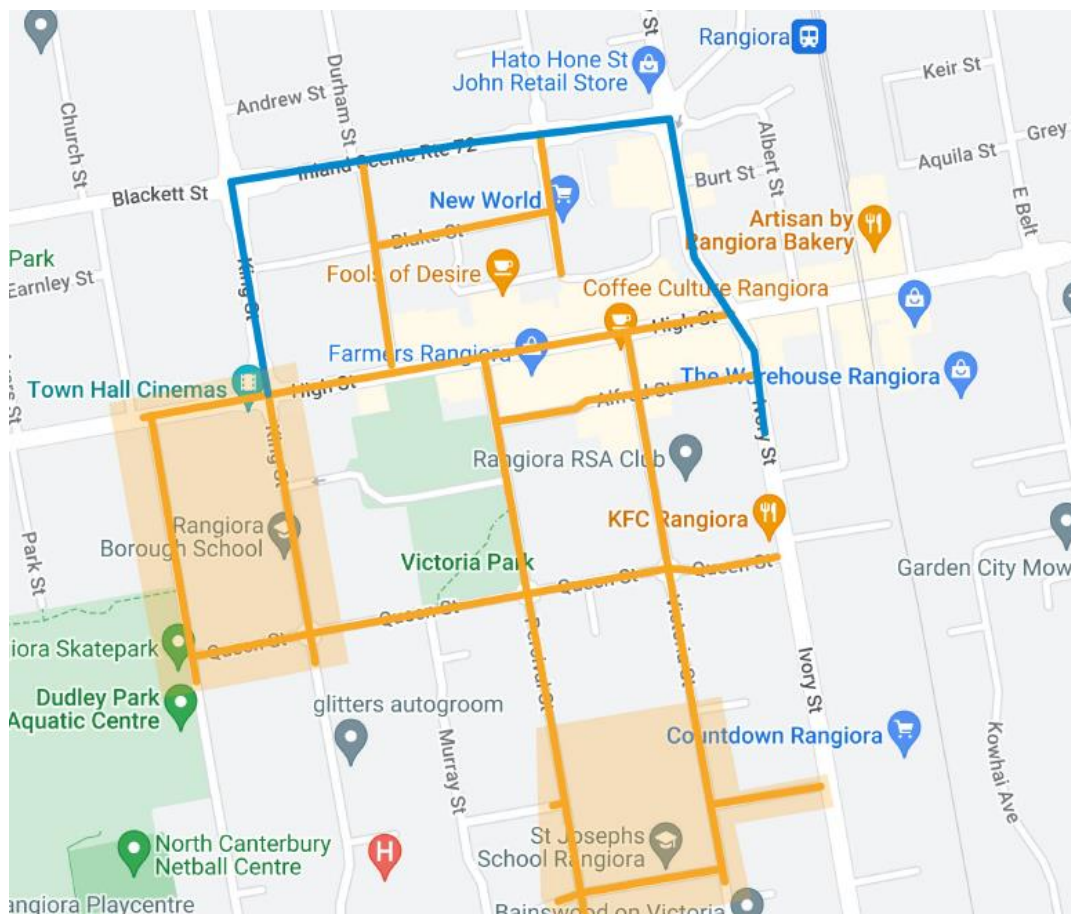 y St
Rangiora
Hato Hone St
John Retail Store
Keir St
Durham St
Andrew St
Church St
Albert St
Grey
Inland Scenic Rte 72
Aquila St
Burt St
Blackett St
New World
E Belt
Artisan by
Rangiora Bakery
Blake St
Park
Earnley St
Fools of Desire
King St
Coffee Culture Rangiora
High St
Farmers Rangiora
Town Hall Cinemas
High St
The Warehouse Rangiora
Alfred St
Ivory St
King St
Rangiora RSA Club
Rangiora
Borough School
KFC Rangiora
Park St
Victoria Park
Queen St
Queen St
Garden City Mow
Queen St
Queen St
iora Skatepark
Percival St
Victoria St
Ivory St
Dudley Park
Aquatic Centre
glitters autogroom
Murray St
Countdown Rangiora
Kowhai Ave
North Canterbury
Netball Centre
H
St Josephs
School Rangiora
angiora Playcentre
Bainswood on Victoria